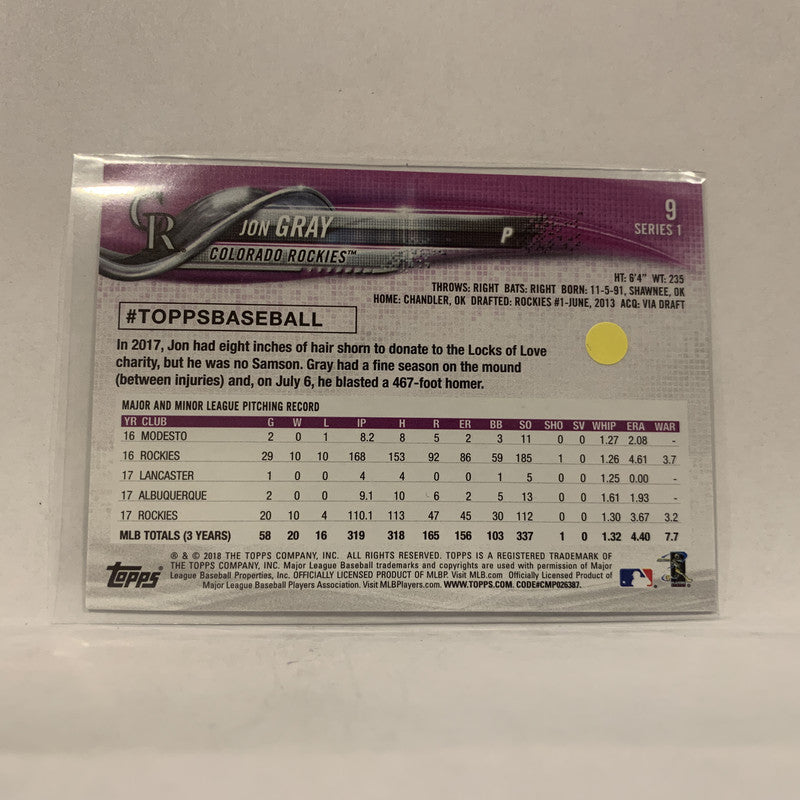 CR
JON GRAY P
COLORADO ROCKIES™
9
SERIES 1
HT: 6'4" WT: 235
THROWS: RIGHT BATS: RIGHT BORN: 11-5-91, SHAWNEE, OK
HOME: CHANDLER, OK DRAFTED: ROCKIES #1-JUNE, 2013 ACQ: VIA DRAFT
#TOPPSBASEBALL
In 2017, Jon had eight inches of hair shorn to donate to the Locks of Love
charity, but he was no Samson. Gray had a fine season on the mound
(between injuries) and, on July 6, he blasted a 467-foot homer.
MAJOR AND MINOR LEAGUE PITCHING RECORD
YR CLUB G W L IP H R ER BB SO SHO SV WHIP ERA WAR
16 MODESTO 2 0 1 8.2 8 5 2 3 11 0 0 1.27 2.08 -
16 ROCKIES 29 10 10 168 153 92 86 59 185 1 0 1.26 4.61 3.7
17 LANCASTER 1 0 0 4 4 0 0 1 5 0 0 1.25 0.00 -
17 ALBUQUERQUE 2 0 0 9.1 10 6 2 5 13 0 0 1.61 1.93 -
17 ROCKIES 20 10 4 110.1 113 47 45 30 112 0 0 1.30 3.67 3.2
MLB TOTALS (3 YEARS) 58 20 16 319 318 165 156 103 337 1 0 1.32 4.40 7.7
® & © 2018 THE TOPPS COMPANY, INC. ALL RIGHTS RESERVED. TOPPS IS A REGISTERED TRADEMARK OF
THE TOPPS COMPANY, INC. Major League Baseball trademarks and copyrights are used with permission of Major
League Baseball Properties, Inc. OFFICIALLY LICENSED PRODUCT OF MLBP. Visit MLB.com Officially Licensed Product of
Major League Baseball Players Association. Visit MLBPlayers.com. WWW.TOPPS.COM. CODE#CMP026387.
topps